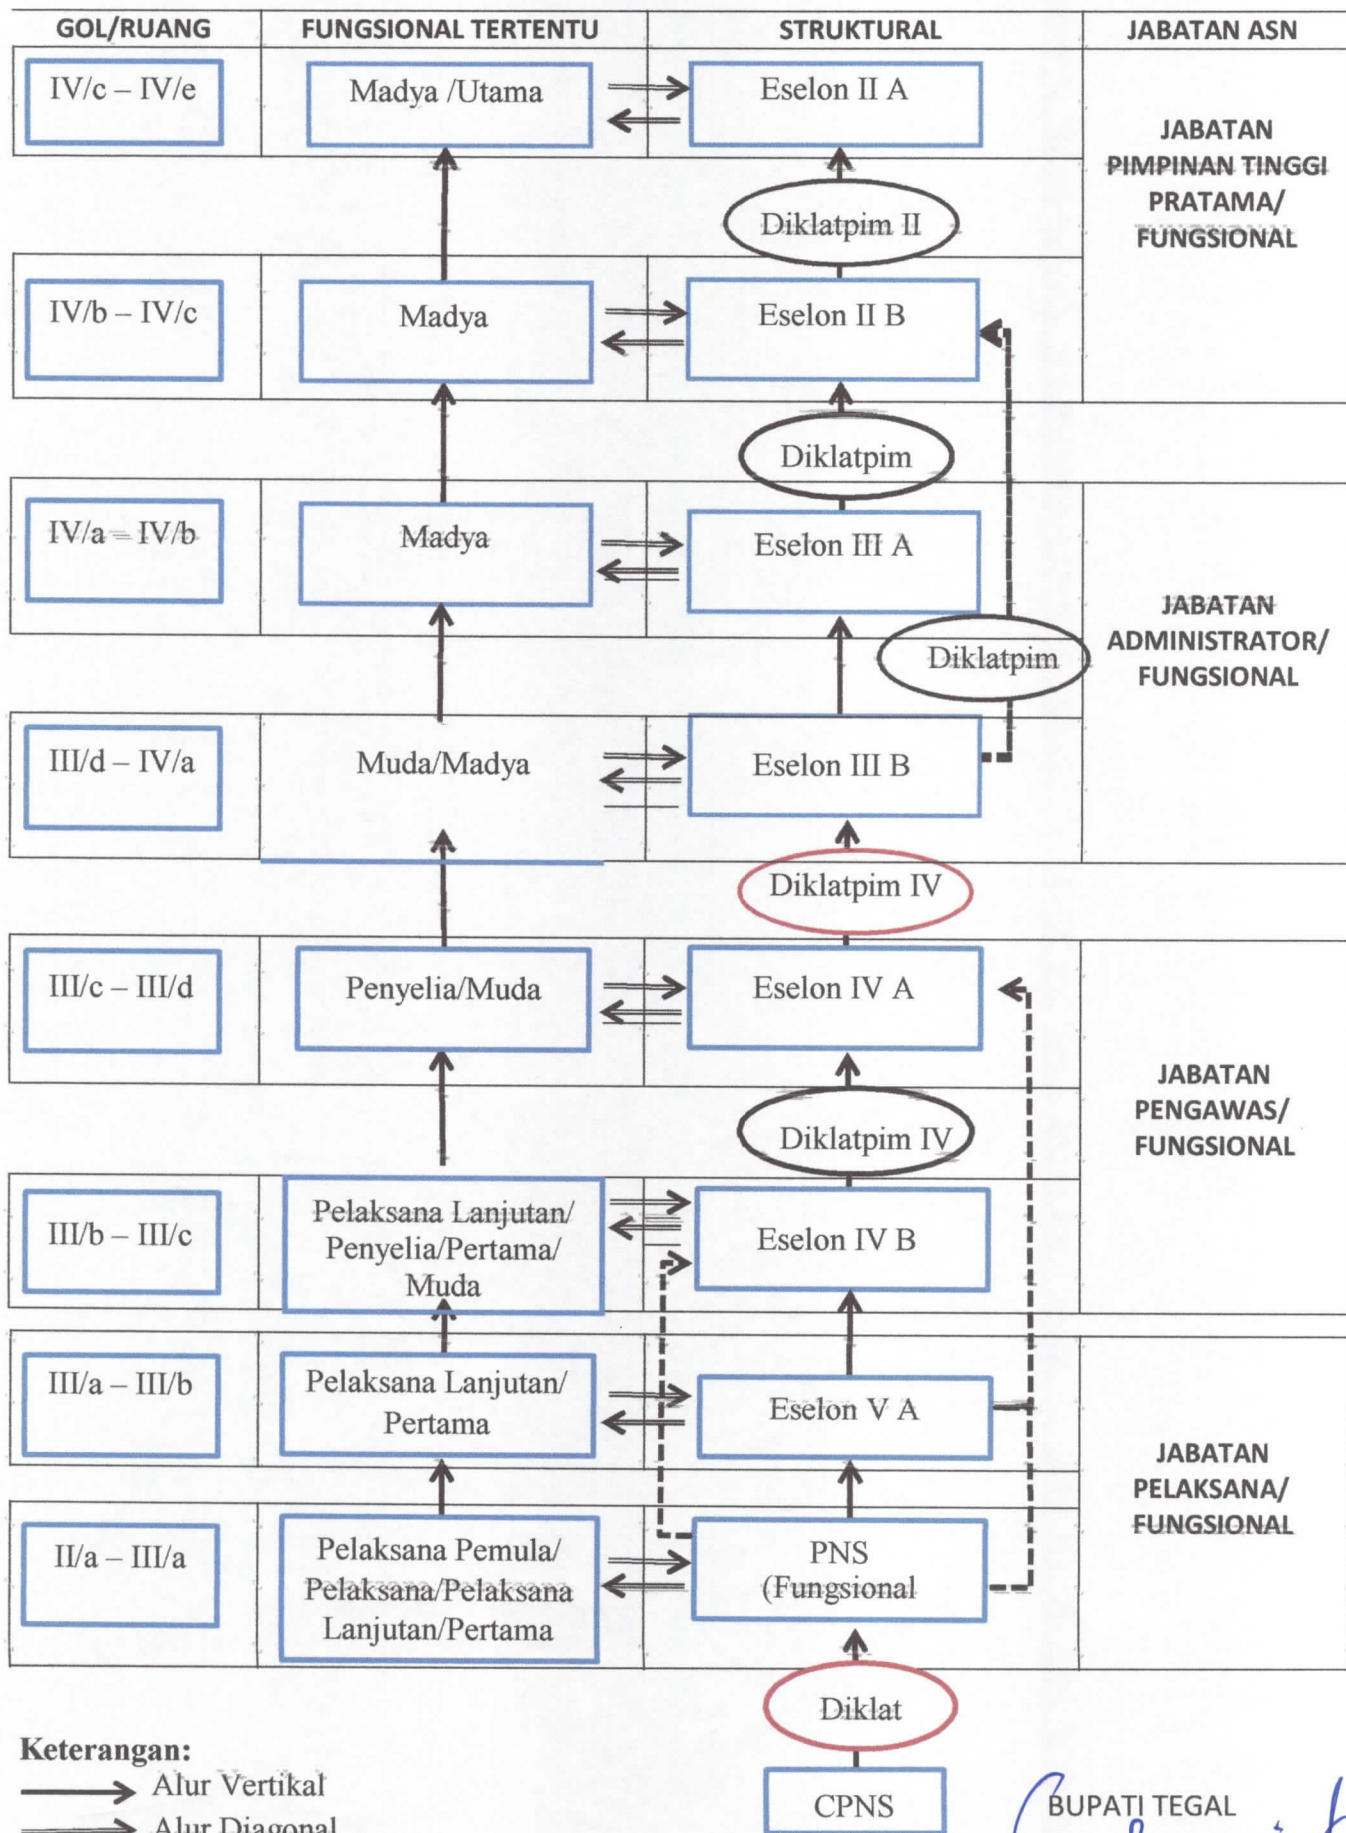 GOL/RUANG FUNGSIONAL TERTENTU STRUKTURAL JABATAN ASN
IV/c – IV/e Madya /Utama Eselon II A
JABATAN
PIMPINAN TINGGI
PRATAMA/
FUNGSIONAL
Diklatpim II
IV/b – IV/c Madya Eselon II B
Diklatpim
IV/a – IV/b Madya Eselon III A
JABATAN
ADMINISTRATOR/
FUNGSIONAL
Diklatpim
III/d – IV/a Muda/Madya Eselon III B
Diklatpim IV
III/c – III/d Penyelia/Muda Eselon IV A
JABATAN
PENGAWAS/
FUNGSIONAL
Diklatpim IV
III/b – III/c
Pelaksana Lanjutan/
Penyelia/Pertama/
Muda
Eselon IV B
III/a – III/b
Pelaksana Lanjutan/
Pertama
Eselon V A
JABATAN
PELAKSANA/
FUNGSIONAL
II/a – III/a
Pelaksana Pemula/
Pelaksana/Pelaksana
Lanjutan/Pertama
PNS
(Fungsional
Diklat
CPNS
Keterangan:
Alur Vertikal
Alur Diagonal
BUPATI TEGAL